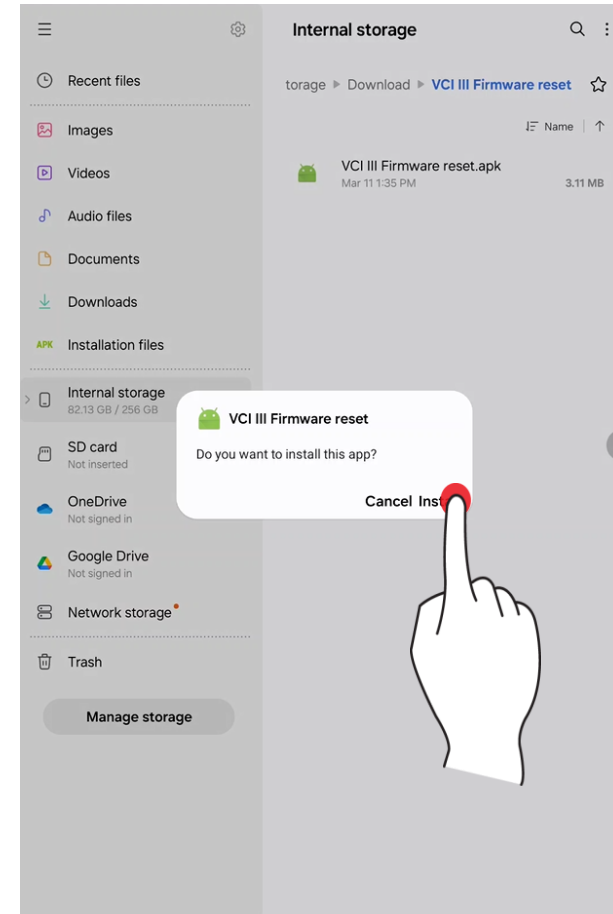 Internal storage
Recent files
torage ▶ Download ▶ VCI III Firmware reset
Images
Name
Videos
VCI III Firmware reset.apk
Mar 11 1:35 PM
3.11 MB
Audio files
Documents
Downloads
APK
Installation files
Internal storage
82.13 GB / 256 GB
VCI III Firmware reset
Do you want to install this app?
Cancel
SD card
Not inserted
OneDrive
Not signed in
Google Drive
Not signed in
Network storage
Trash
Manage storage